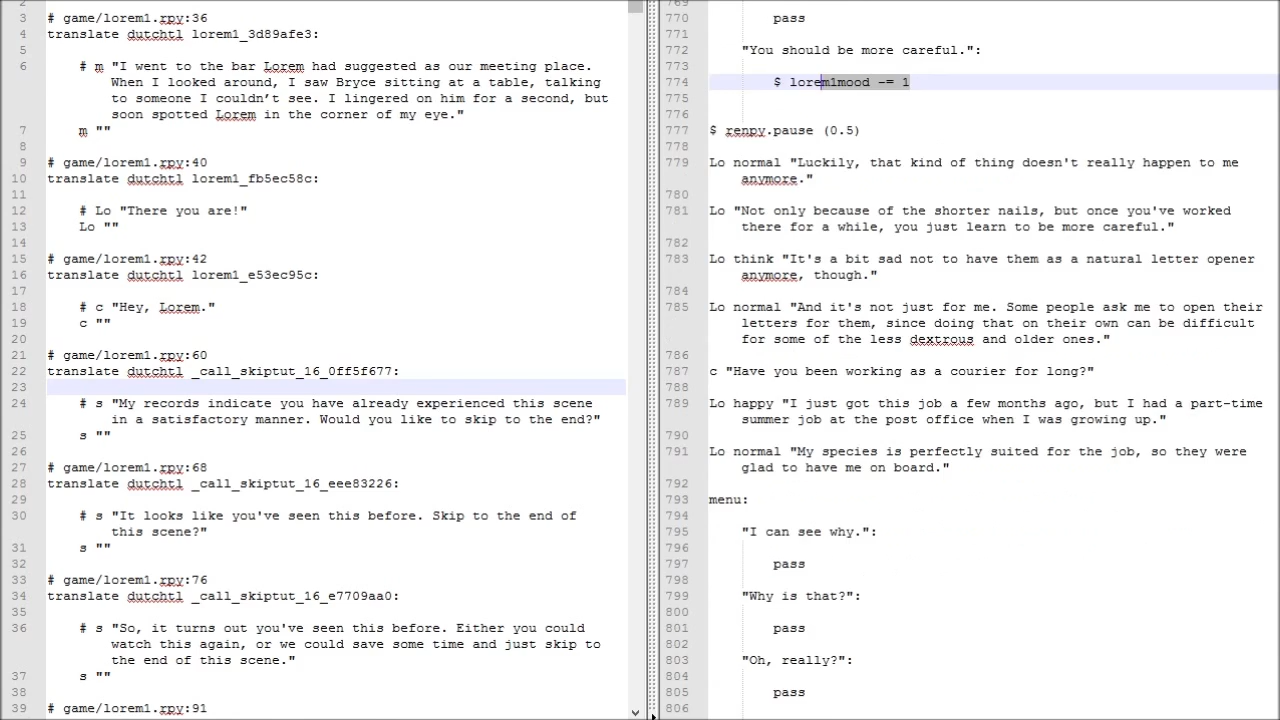 2
3 # game/lorem1.rpy:36
4 translate dutchtl lorem1_3d89afe3:
5
6 # m "I went to the bar Lorem had suggested as our meeting place.
When I looked around, I saw Bryce sitting at a table, talking
to someone I couldn't see. I lingered on him for a second, but
soon spotted Lorem in the corner of my eye."
7 m ""
8
9 # game/lorem1.rpy:40
10 translate dutchtl lorem1_fb5ec58c:
11
12 # Lo "There you are!"
13 Lo ""
14
15 # game/lorem1.rpy:42
16 translate dutchtl lorem1_e53ec95c:
17
18 # c "Hey, Lorem."
19 c ""
20
21 # game/lorem1.rpy:60
22 translate dutchtl _call_skiptut_16_0ff5f677:
23
24 # s "My records indicate you have already experienced this scene
in a satisfactory manner. Would you like to skip to the end?"
25 s ""
26
27 # game/lorem1.rpy:68
28 translate dutchtl _call_skiptut_16_eee83226:
29
30 # s "It looks like you've seen this before. Skip to the end of
this scene?"
31 s ""
32
33 # game/lorem1.rpy:76
34 translate dutchtl _call_skiptut_16_e7709aa0:
35
36 # s "So, it turns out you've seen this before. Either you could
watch this again, or we could save some time and just skip to
the end of this scene."
37 s ""
38
39 # game/lorem1.rpy:91
769
770 pass
771
772 "You should be more careful.":
773
774 $ lorem1mood -= 1
775
776
777 $ renpy.pause (0.5)
778
779 Lo normal "Luckily, that kind of thing doesn't really happen to me
anymore."
780
781 Lo "Not only because of the shorter nails, but once you've worked
there for a while, you just learn to be more careful."
782
783 Lo think "It's a bit sad not to have them as a natural letter opener
anymore, though."
784
785 Lo normal "And it's not just for me. Some people ask me to open their
letters for them, since doing that on their own can be difficult
for some of the less dextrous and older ones."
786
787 c "Have you been working as a courier for long?"
788
789 Lo happy "I just got this job a few months ago, but I had a part-time
summer job at the post office when I was growing up."
790
791 Lo normal "My species is perfectly suited for the job, so they were
glad to have me on board."
792
793 menu:
794
795 "I can see why.":
796
797 pass
798
799 "Why is that?":
800
801 pass
802
803 "Oh, really?":
804
805 pass
806